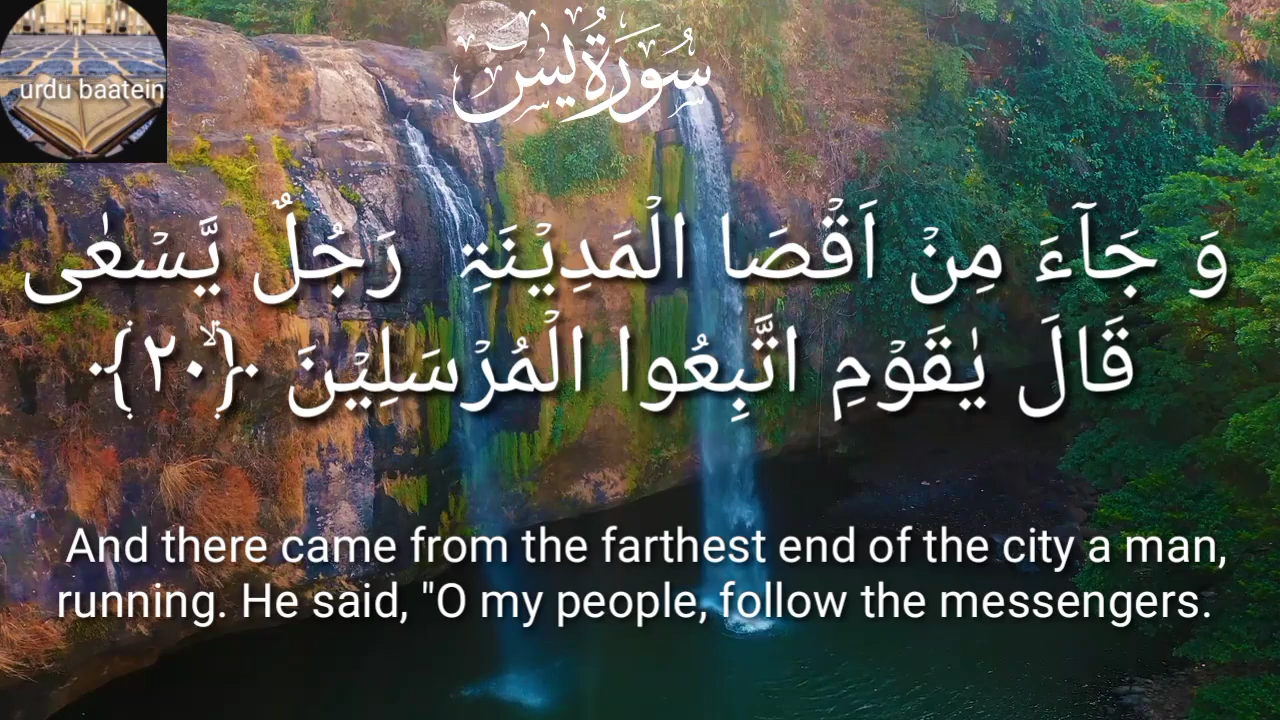 urdu baatein
سُورَةُ يس
وَ جَآءَ مِنۡ اَقۡصَا الۡمَدِیۡنَۃِ رَجُلٌ یَّسۡعٰی
قَالَ یٰقَوۡمِ اتَّبِعُوا الۡمُرۡسَلِیۡنَ ﴿ۙ۲۰﴾
And there came from the farthest end of the city a man,
running. He said, "O my people, follow the messengers.